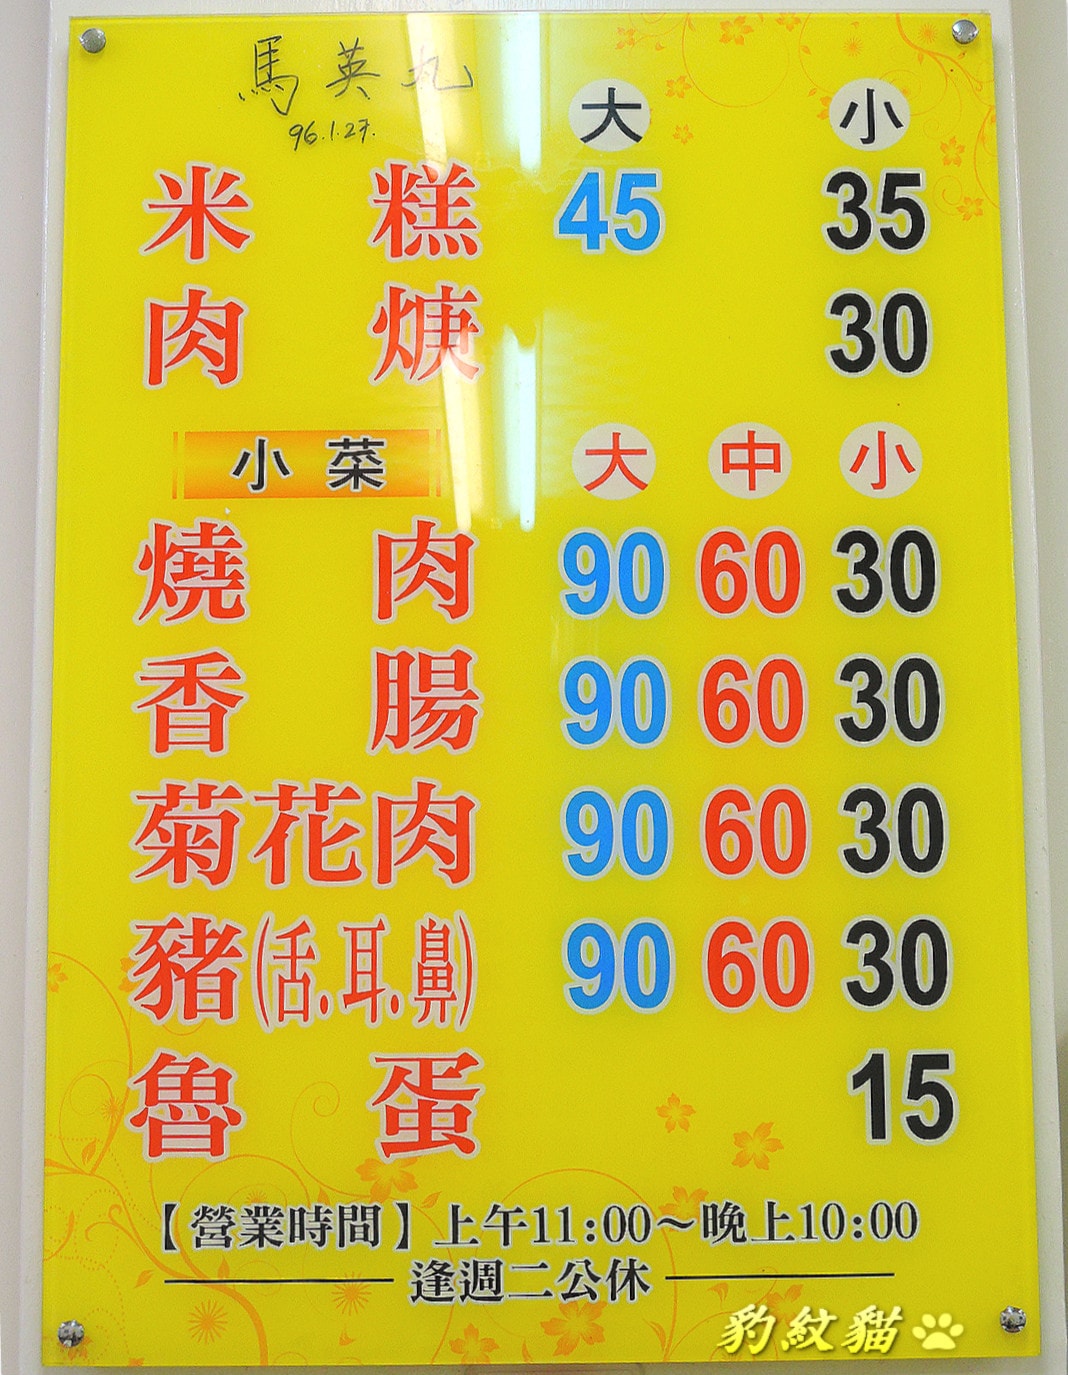 馬英丸
96.1.27.
大 小
米糕 45 35
肉焿 30
小菜 大 中 小
燒肉 90 60 30
香腸 90 60 30
菊花肉 90 60 30
豬(舌.耳.鼻) 90 60 30
魯蛋 15
【營業時間】上午11:00~晚上10:00
逢週二公休
豹紋貓